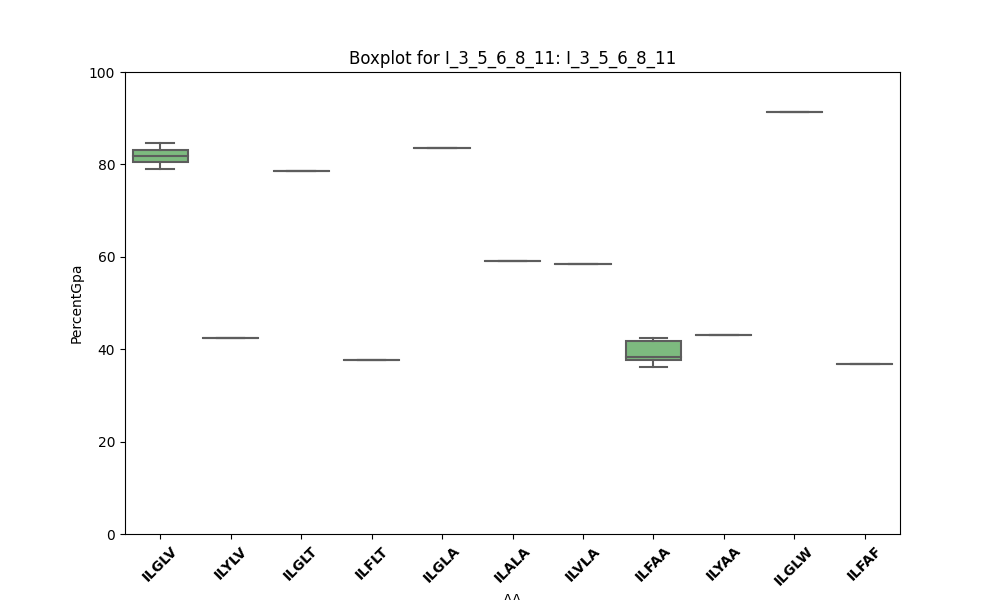 Boxplot for I_3_5_6_8_11: I_3_5_6_8_11
100
80
60
40
20
0
PercentGpa
ILGLV ILYLV ILGLT ILFLT ILGLA ILALA ILVLA ILFAA ILYAA ILGLW ILFAF
AA